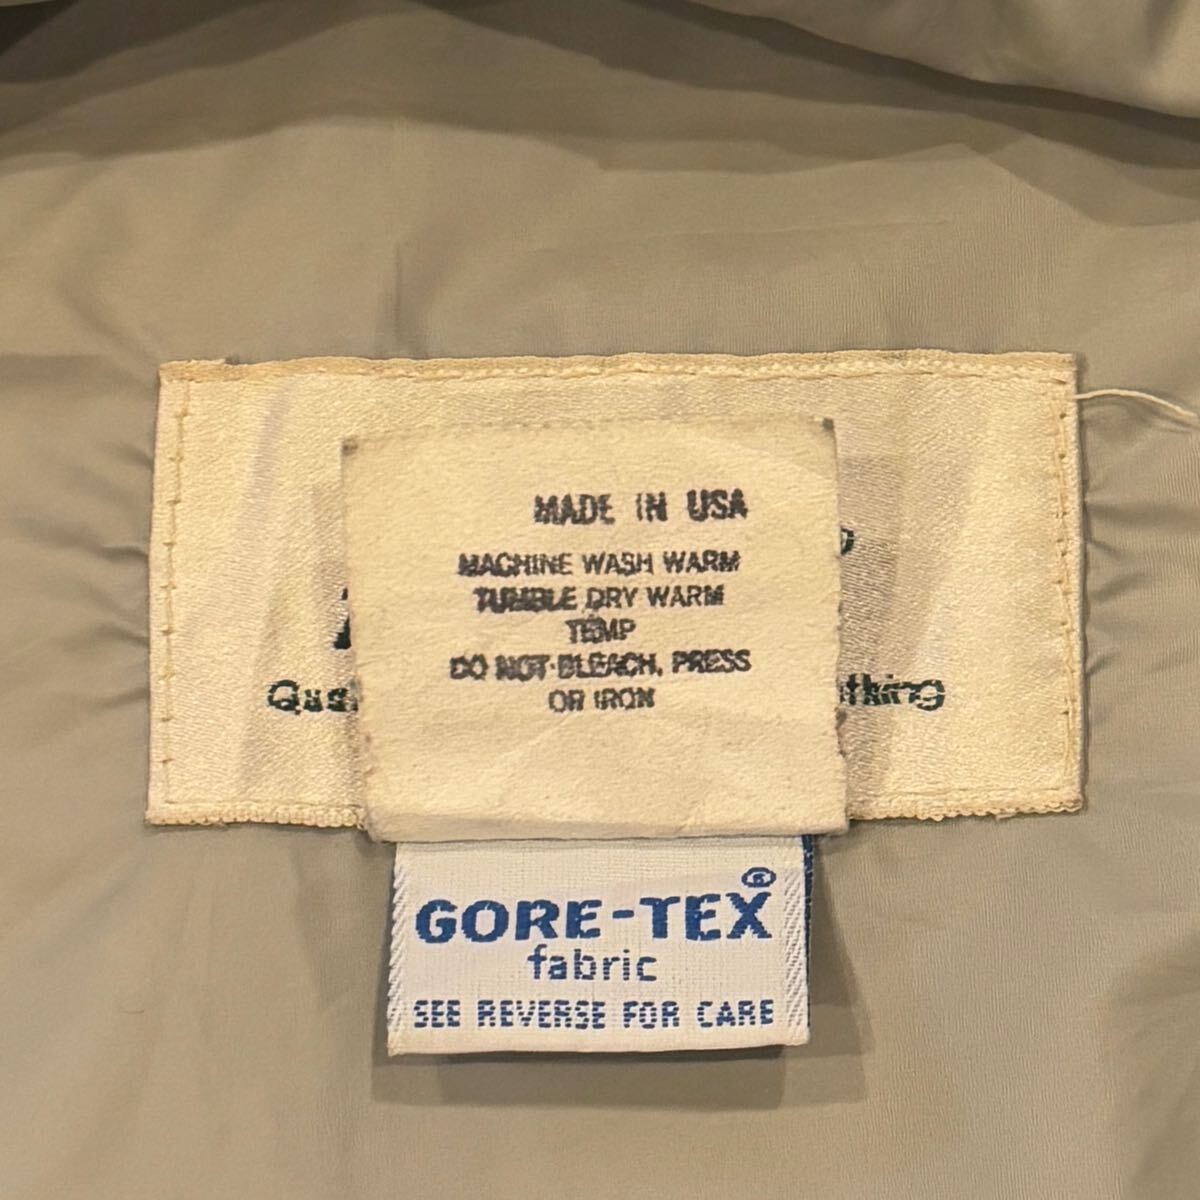 MADE IN USA
MACHINE WASH WARM
TUMBLE DRY WARM
TEMP
DO NOT BLEACH, PRESS
OR IRON
GORE-TEX®
fabric
SEE REVERSE FOR CARE